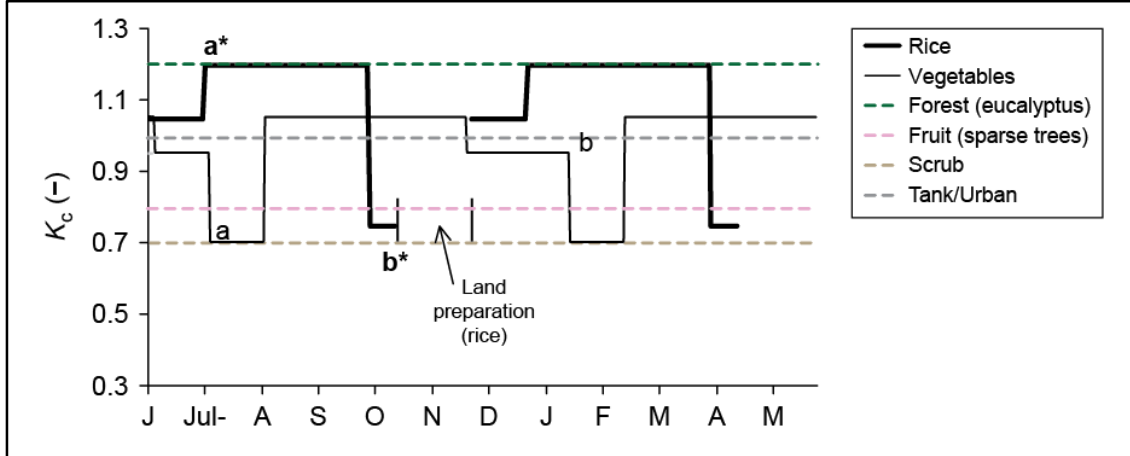 1.3
1.1
0.9
0.7
0.5
0.3
Kc (–)
a*
b
a
b*
Land
preparation
(rice)
J Jul- A S O N D J F M A M
Rice
Vegetables
Forest (eucalyptus)
Fruit (sparse trees)
Scrub
Tank/Urban